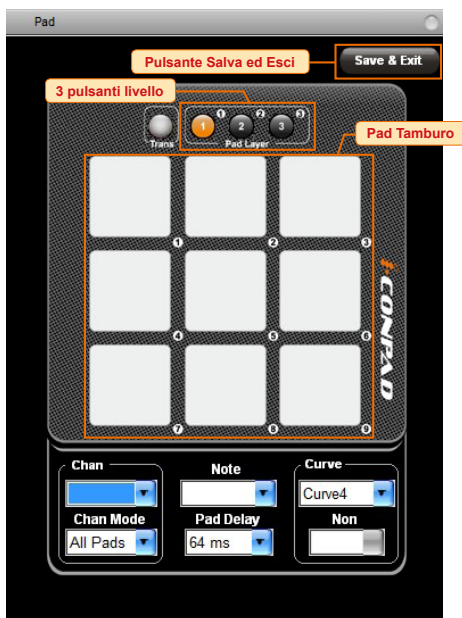 Pad
Pulsante Salva ed Esci
Save & Exit
3 pulsanti livello
1 2 3
1 2 3
Pad Tamburo
Trans
Pad Layer
1 2 3
i-CONPAD
4 5 6
7 8 9
Chan
Note
Curve
Curve4
Chan Mode
Pad Delay
Non
All Pads
64 ms